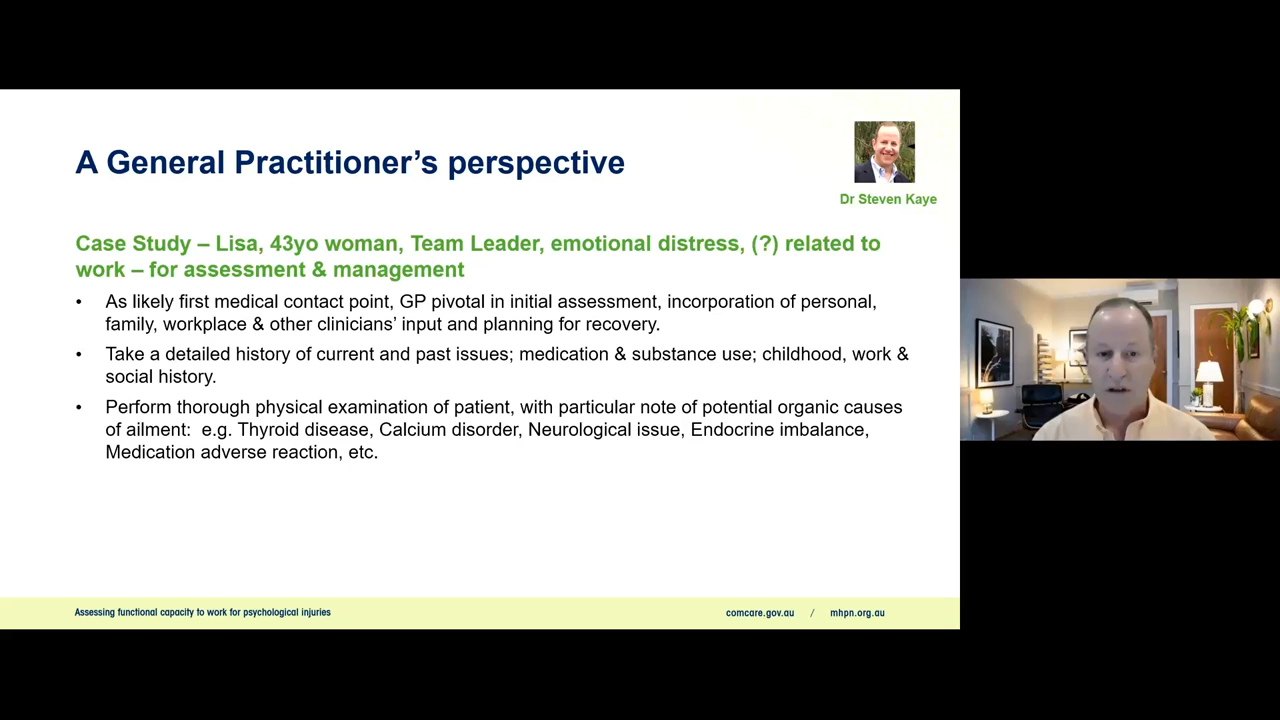 A General Practitioner’s perspective
Dr Steven Kaye
Case Study – Lisa, 43yo woman, Team Leader, emotional distress, (?) related to
work – for assessment & management
• As likely first medical contact point, GP pivotal in initial assessment, incorporation of personal,
family, workplace & other clinicians’ input and planning for recovery.
• Take a detailed history of current and past issues; medication & substance use; childhood, work &
social history.
• Perform thorough physical examination of patient, with particular note of potential organic causes
of ailment:  e.g. Thyroid disease, Calcium disorder, Neurological issue, Endocrine imbalance,
Medication adverse reaction, etc.
Assessing functional capacity to work for psychological injuries
comcare.gov.au / mhpn.org.au